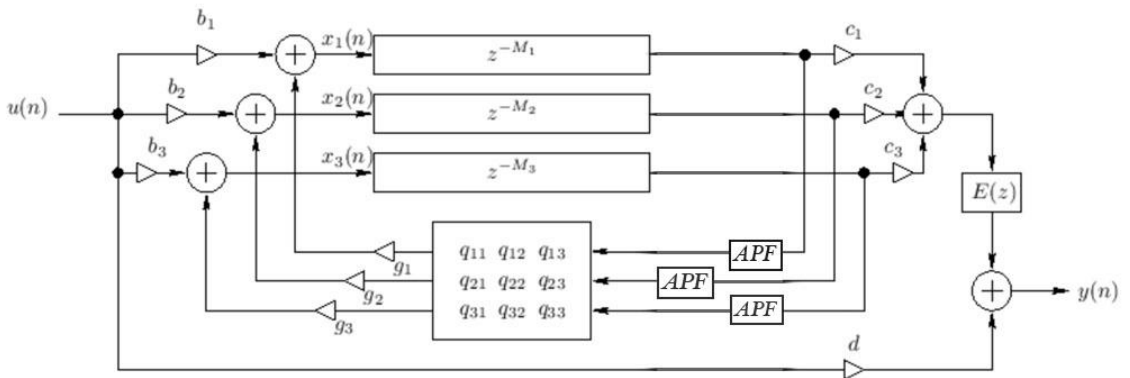 b₁ x₁(n) z^{-M₁} c₁
u(n) b₂ x₂(n) z^{-M₂} c₂
b₃ x₃(n) z^{-M₃} c₃
E(z)
q₁₁ q₁₂ q₁₃ APF
g₁
q₂₁ q₂₂ q₂₃ APF
g₂
q₃₁ q₃₂ q₃₃ APF
g₃
y(n)
d